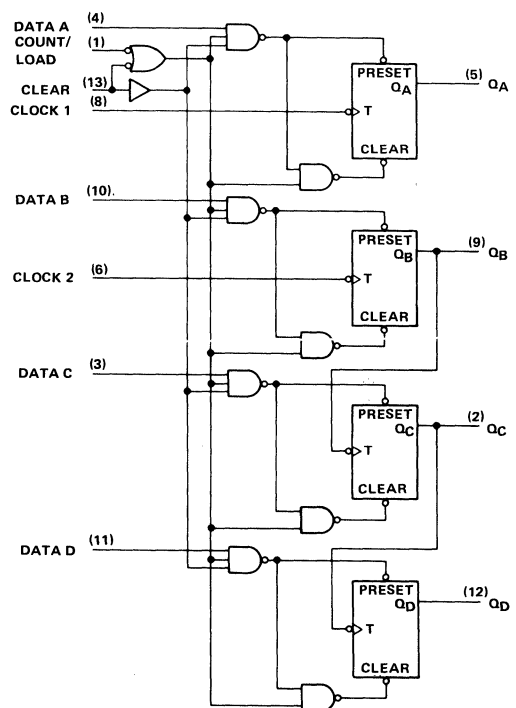 DATA A (4)
COUNT/ (1)
LOAD
CLEAR (13)
CLOCK 1 (8)
PRESET
QA (5) QA
T
CLEAR
DATA B (10).
PRESET
QB (9) QB
CLOCK 2 (6)
T
CLEAR
DATA C (3)
PRESET
QC (2) QC
T
CLEAR
DATA D (11)
PRESET
QD (12) QD
T
CLEAR